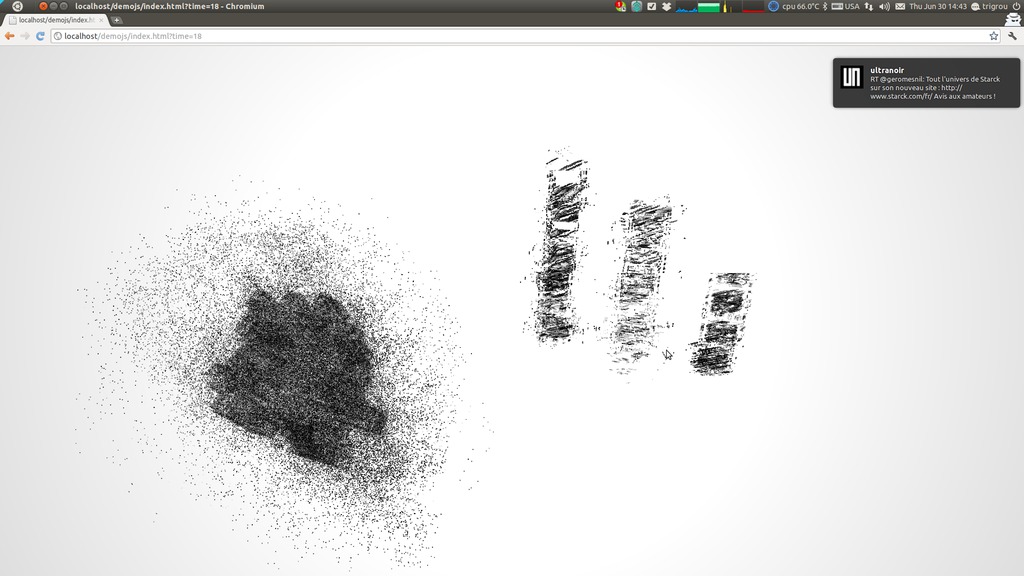 localhost/demojs/index.html?time=18 - Chromium
cpu 66.0°C
USA
Thu Jun 30 14:43
trigrou
localhost/demojs/index.h
localhost/demojs/index.html?time=18
UN
ultranoir
RT @geromesnil: Tout l'univers de Starck
sur son nouveau site : http://
www.starck.com/fr/ Avis aux amateurs !